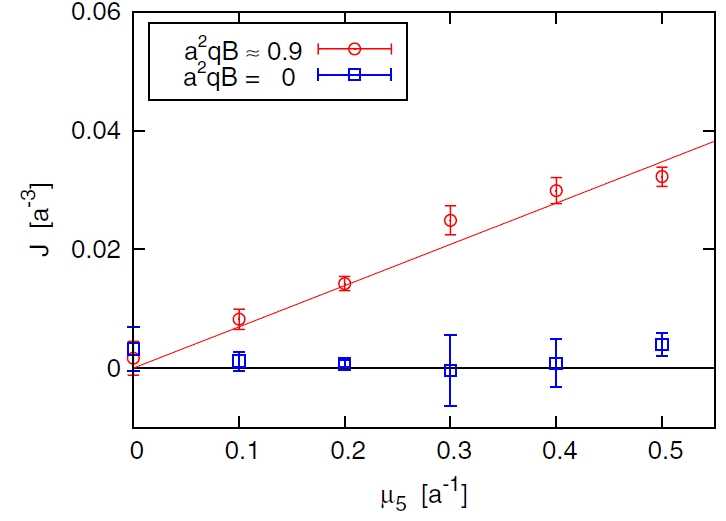 a²qB ≈ 0.9
a²qB = 0
0.06
0.04
0.02
0
J [a⁻³]
0 0.1 0.2 0.3 0.4 0.5
μ₅ [a⁻¹]